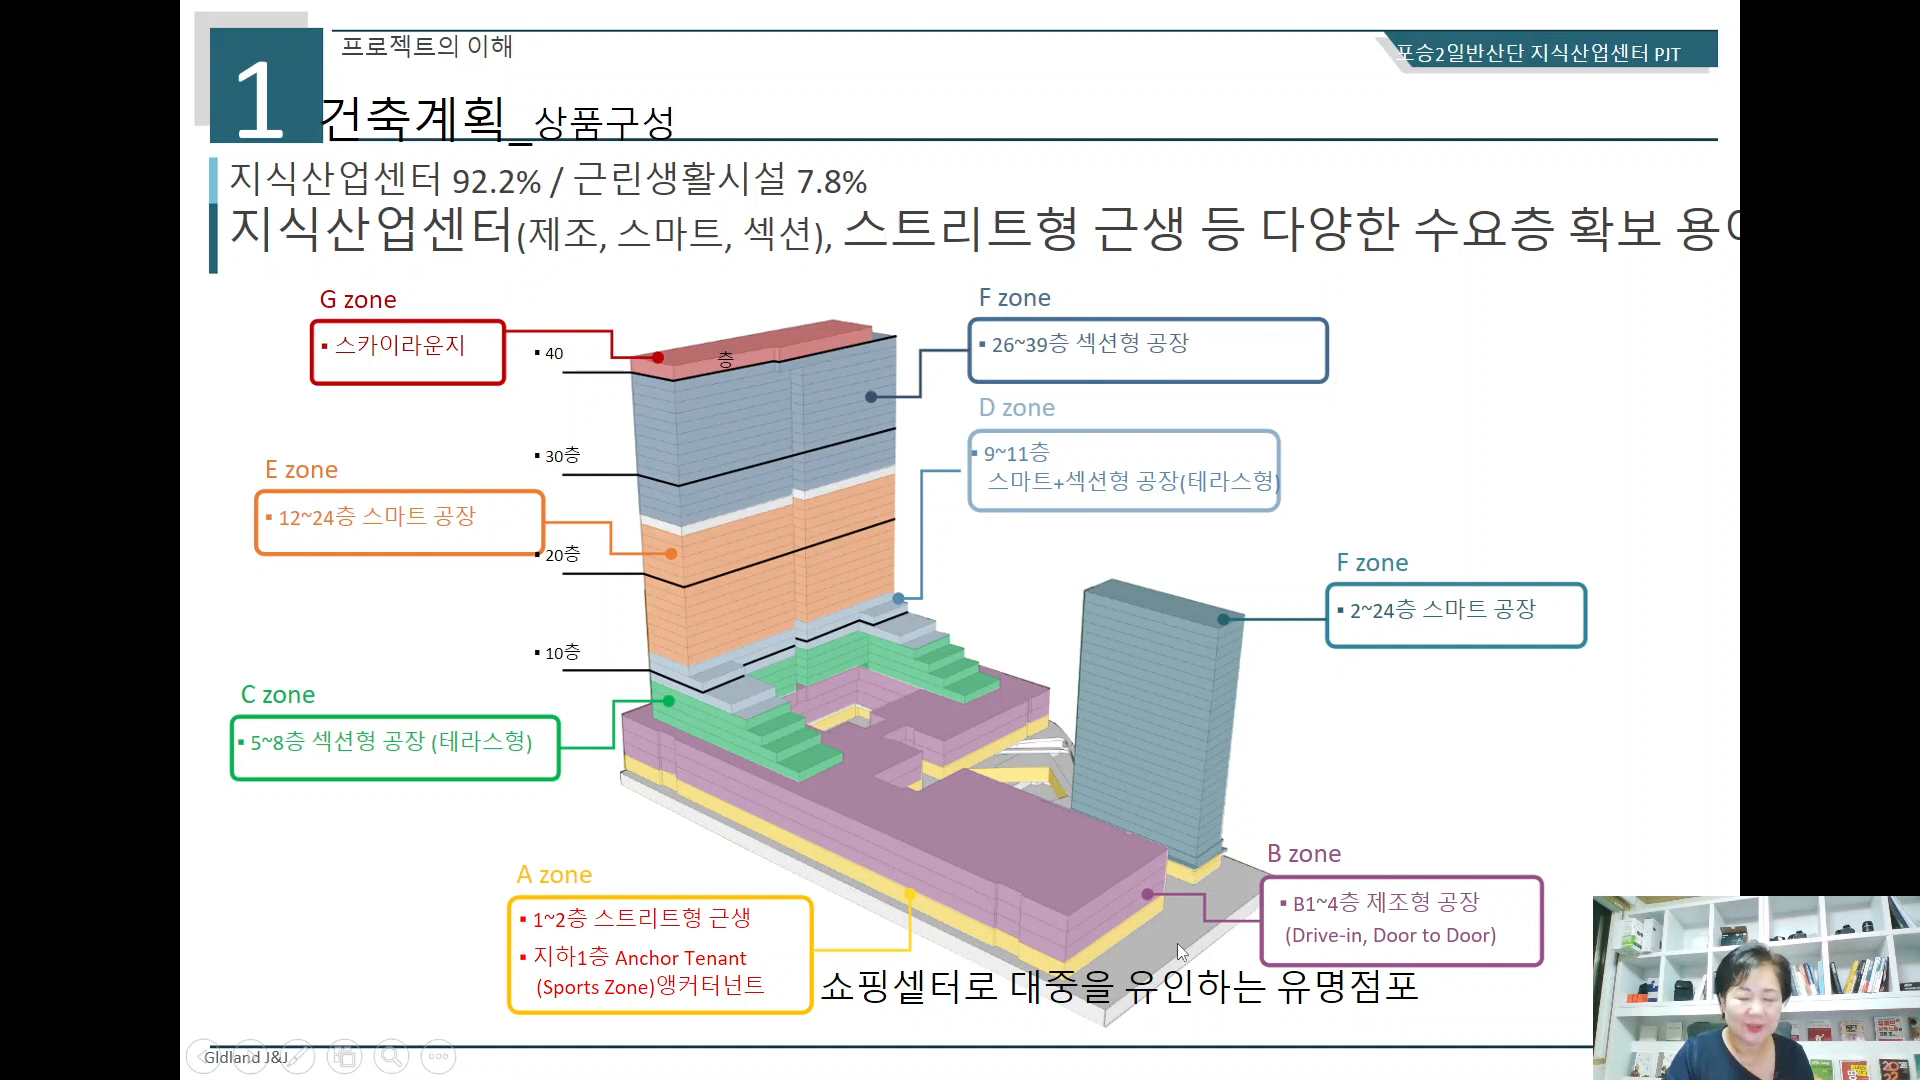 1
프로젝트의 이해
포승2일반산단 지식산업센터 PJT
건축계획_상품구성
지식산업센터 92.2% / 근린생활시설 7.8%
지식산업센터(제조, 스마트, 섹션), 스트리트형 근생 등 다양한 수요층 확보 용이
G zone
▪ 스카이라운지
▪ 40
층
F zone
▪ 26~39층 섹션형 공장
D zone
▪ 9~11층
스마트+섹션형 공장(테라스형)
▪ 30층
E zone
▪ 12~24층 스마트 공장
▪ 20층
F zone
▪ 2~24층 스마트 공장
▪ 10층
C zone
▪ 5~8층 섹션형 공장 (테라스형)
A zone
▪ 1~2층 스트리트형 근생
▪ 지하1층 Anchor Tenant
(Sports Zone)앵커터넌트
B zone
▪ B1~4층 제조형 공장
(Drive-in, Door to Door)
쇼핑셑터로 대중을 유인하는 유명점포
Gldland J&J